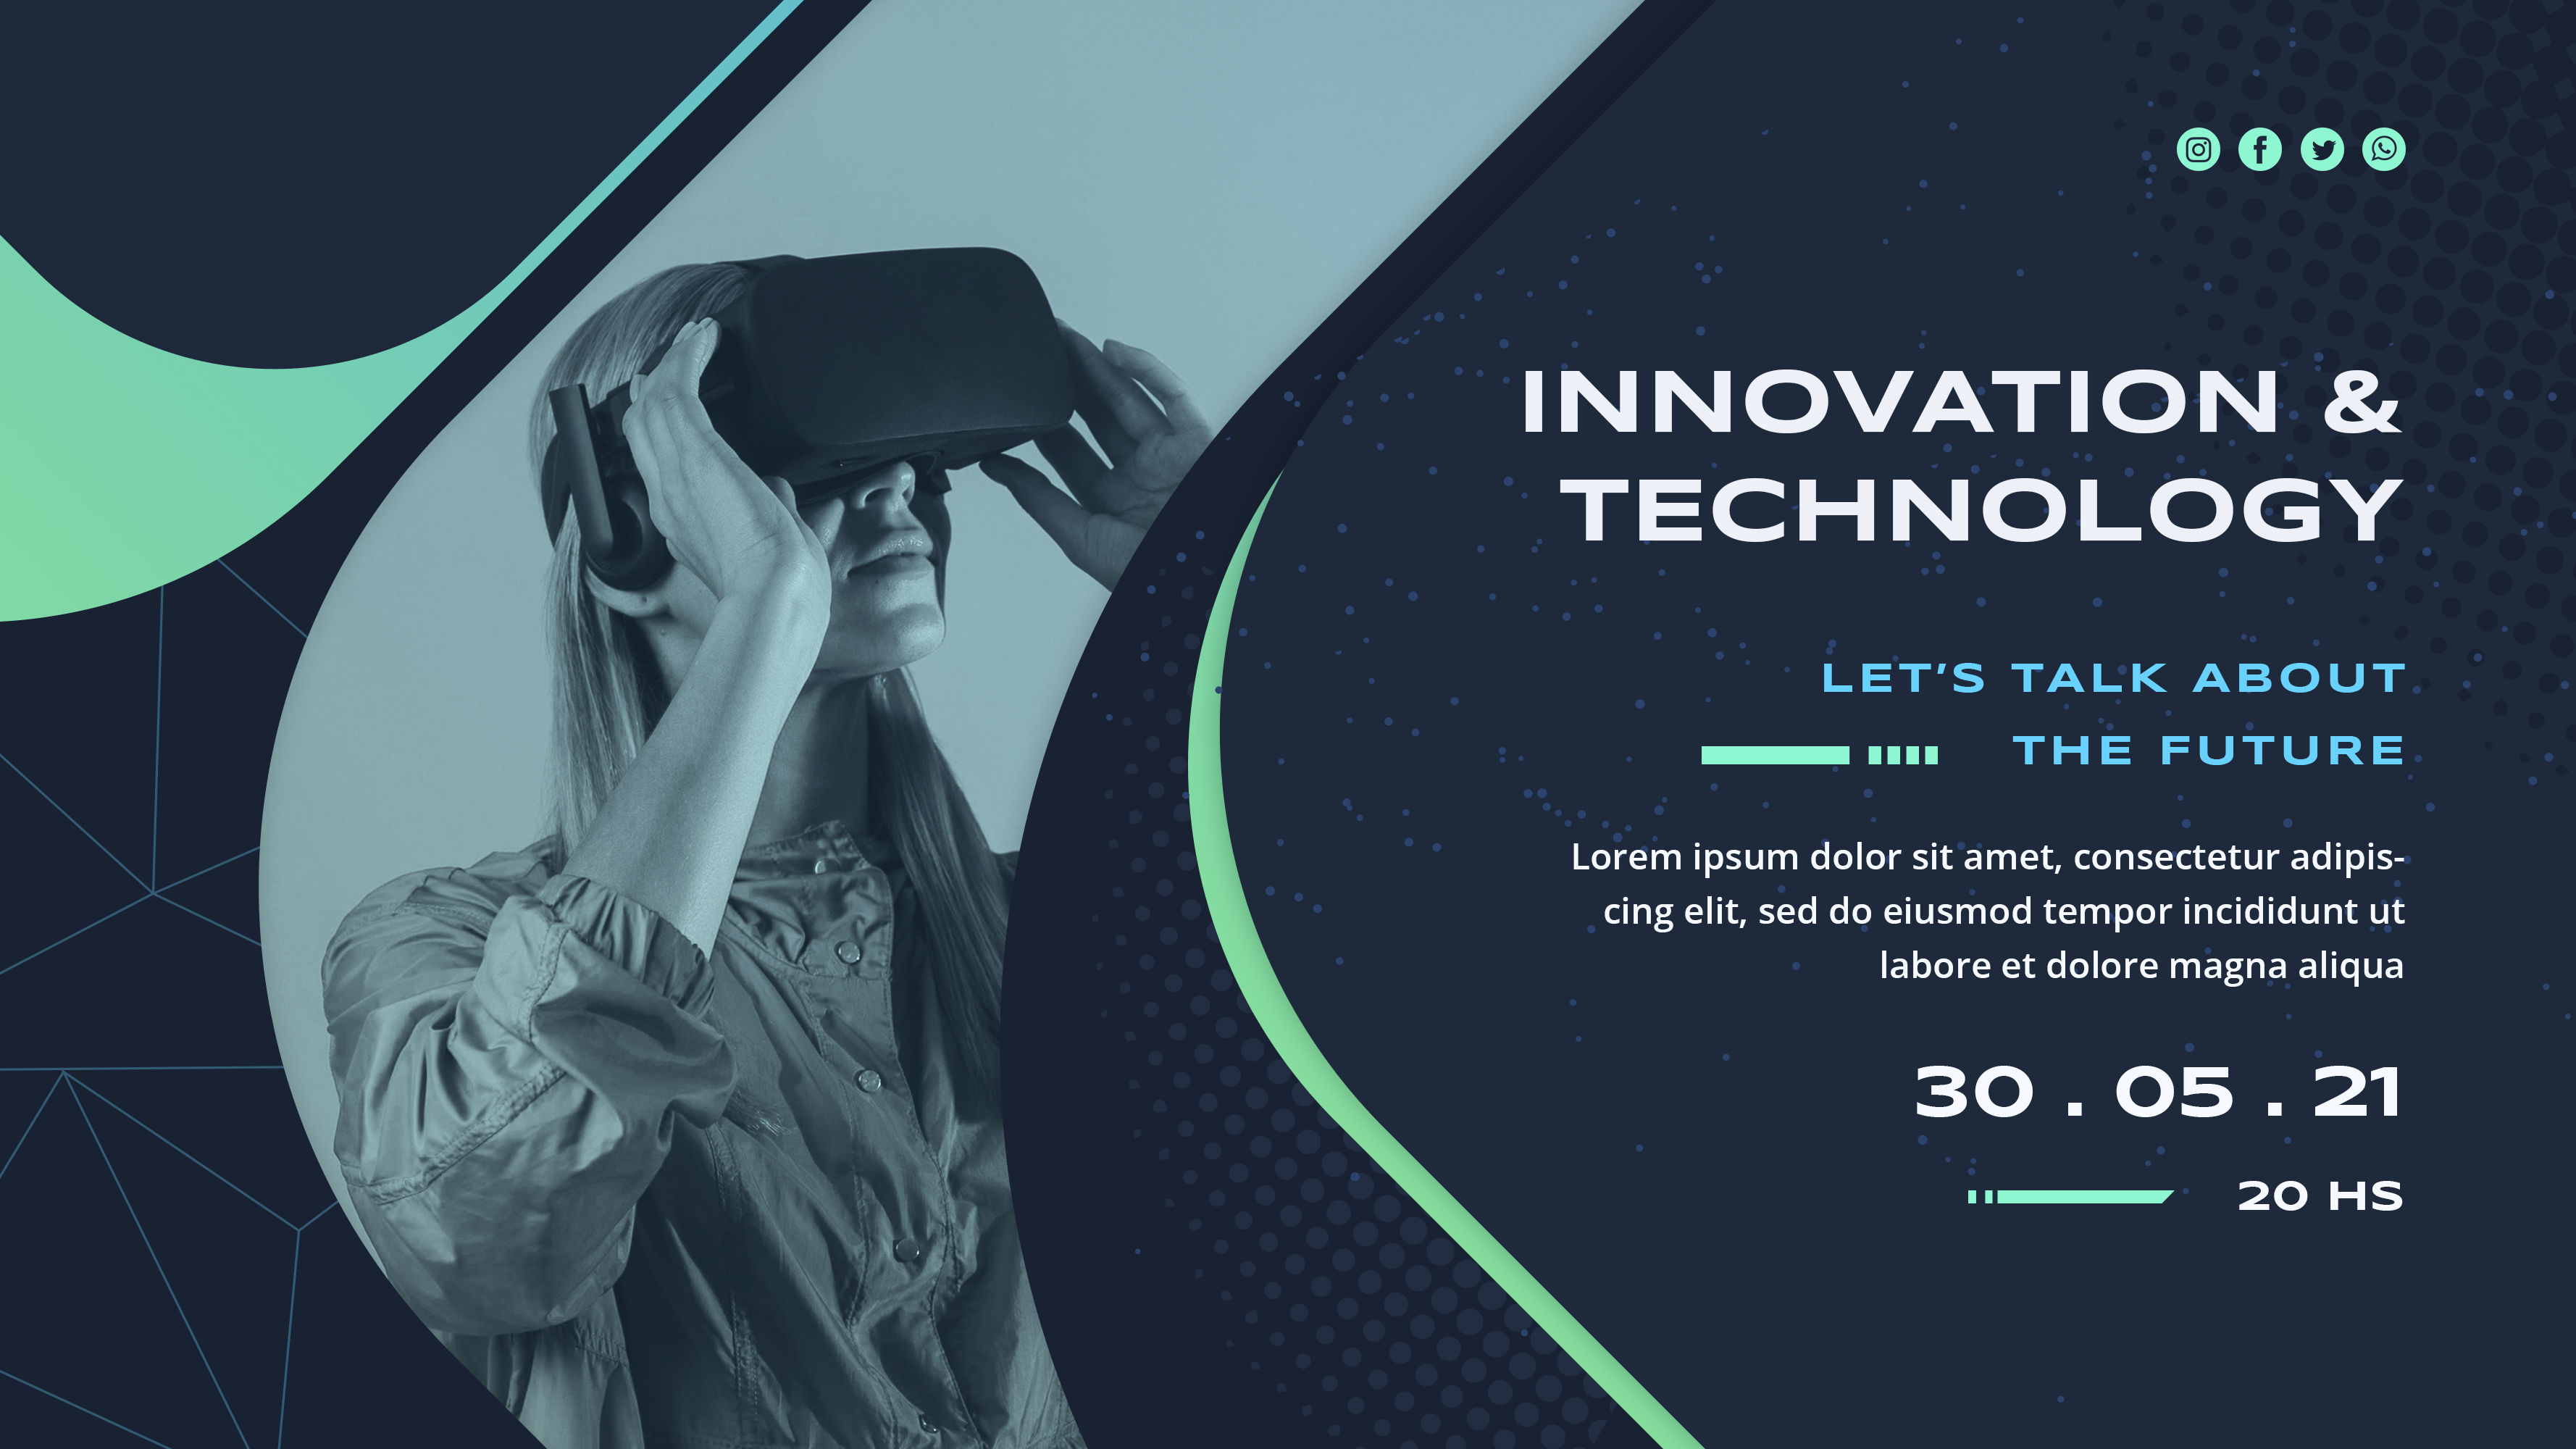 INNOVATION &
TECHNOLOGY
LET'S TALK ABOUT
THE FUTURE
Lorem ipsum dolor sit amet, consectetur adipis-
cing elit, sed do eiusmod tempor incididunt ut
labore et dolore magna aliqua
30 . 05 . 21
20 HS